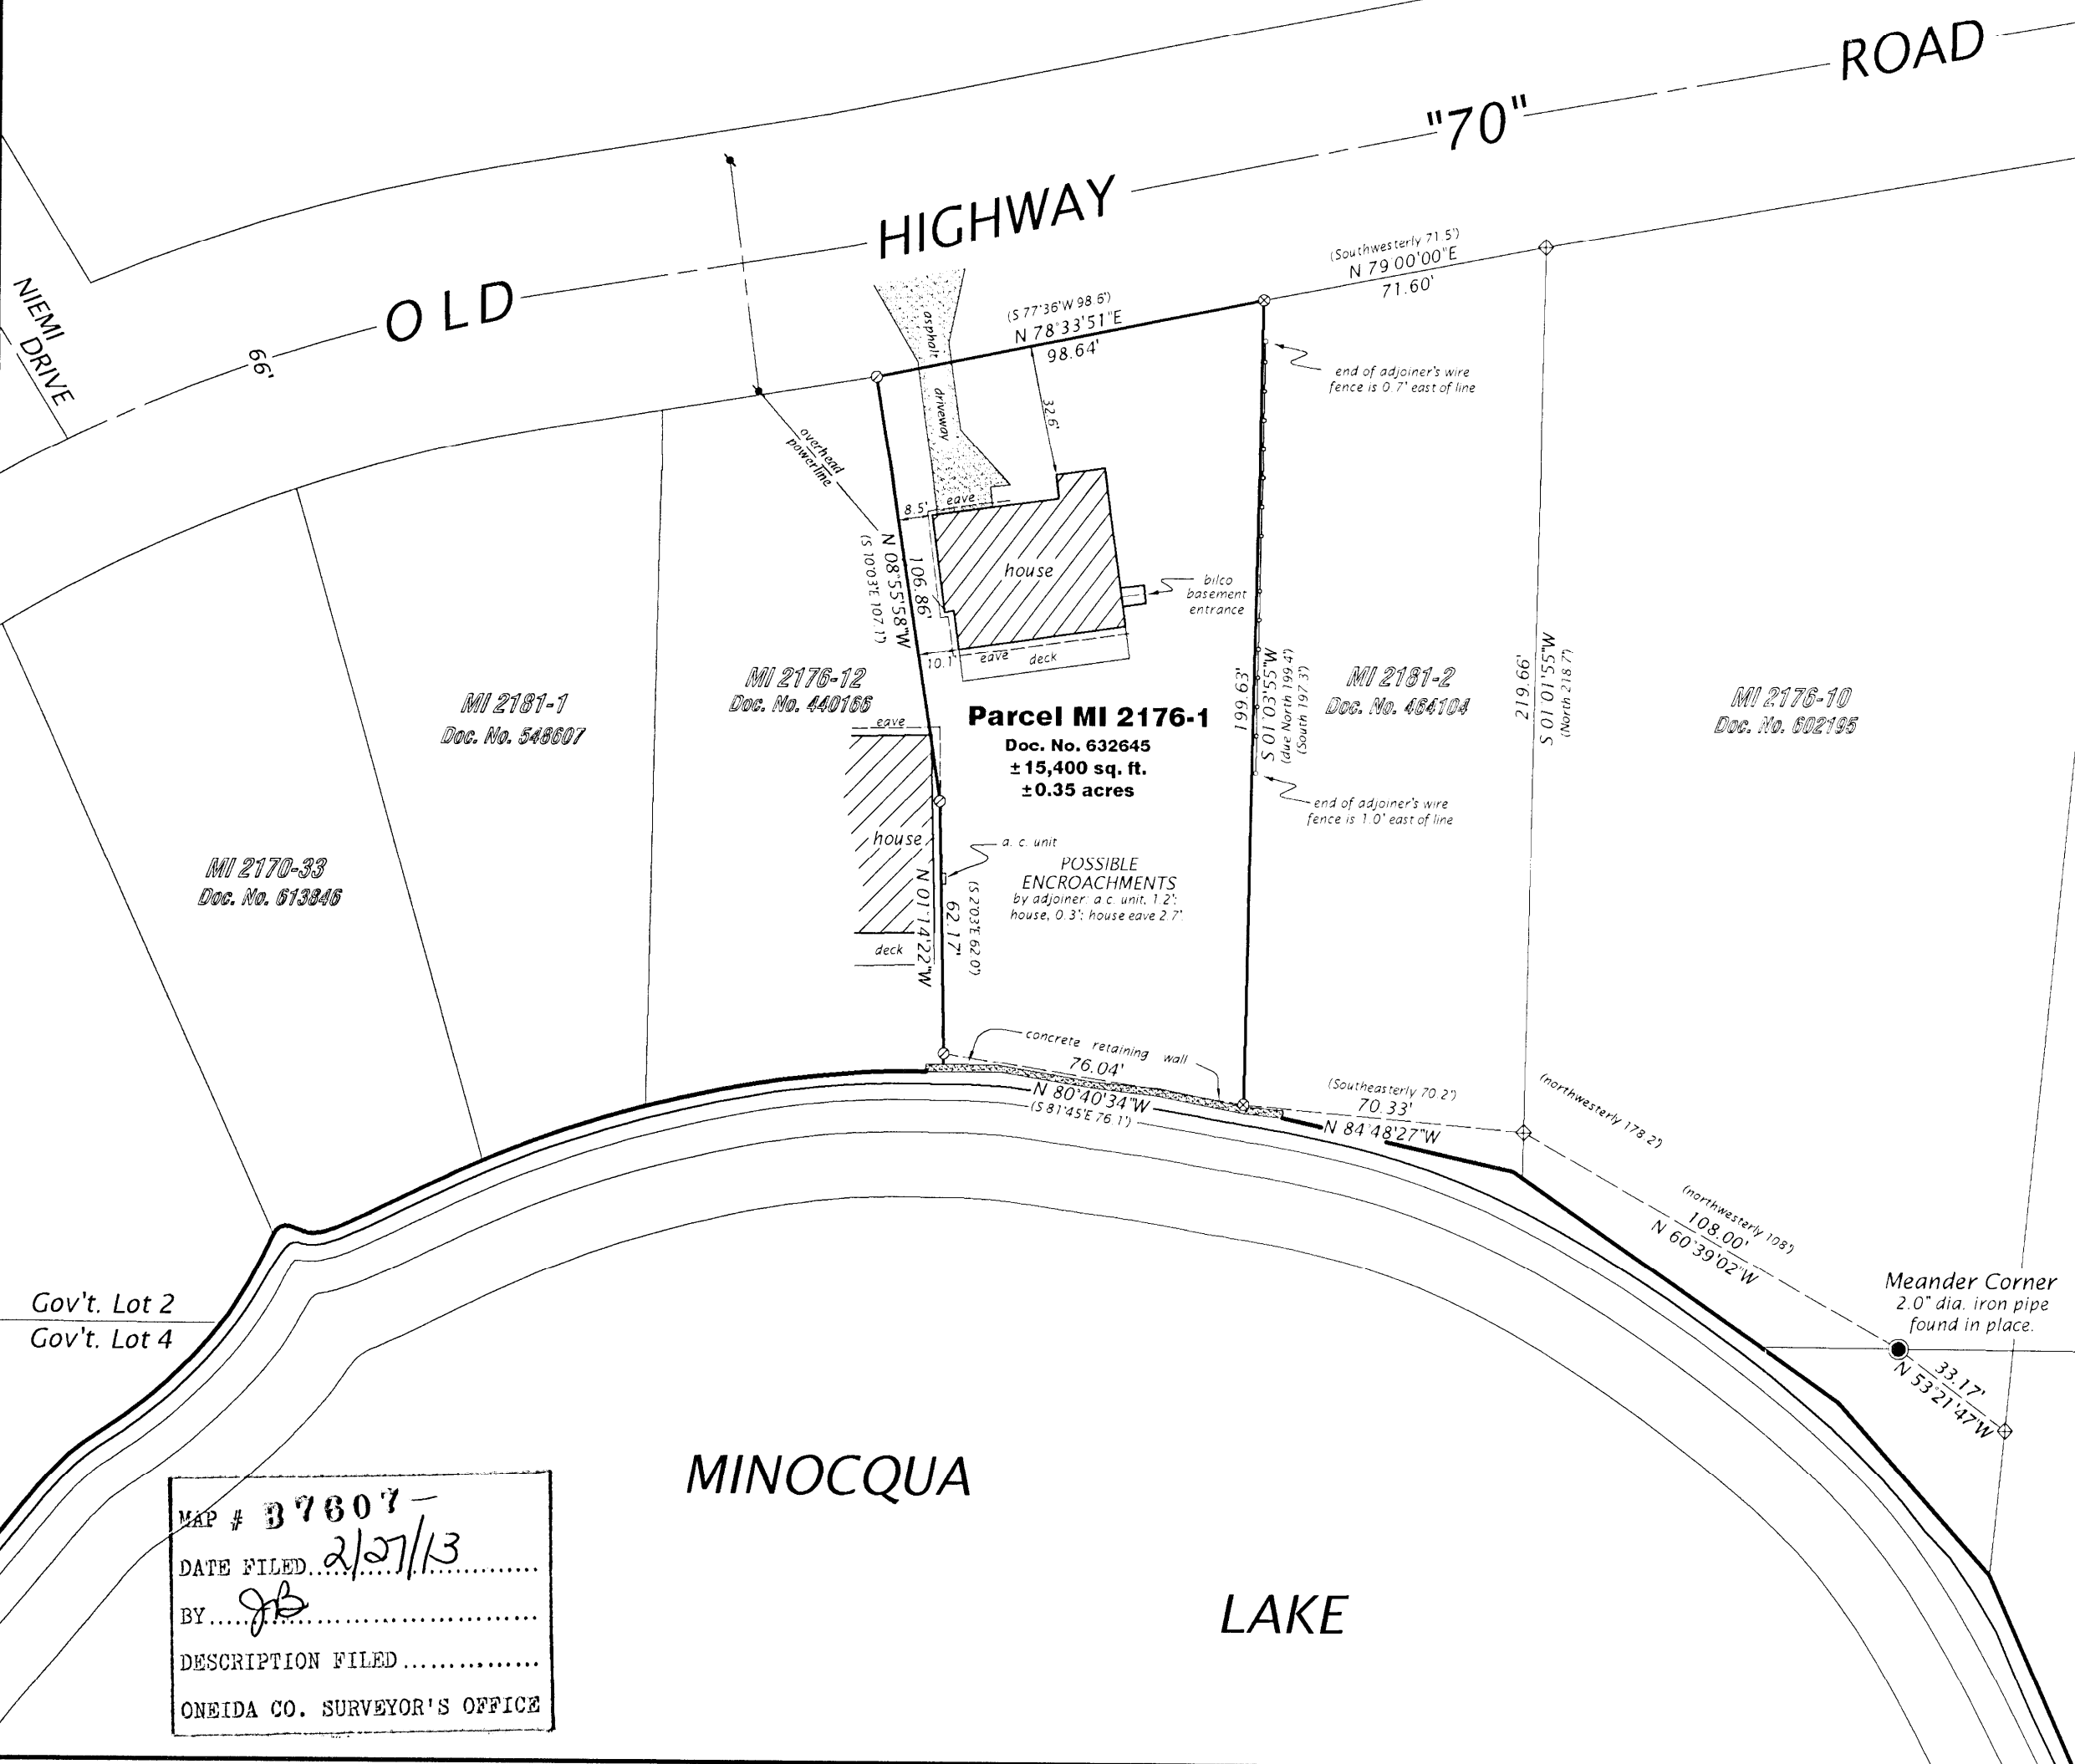 ROAD
"70"
HIGHWAY
OLD
66'
NIEMI
DRIVE
(Southwesterly 71.5')
N 79°00'00"E
71.60'
(S 77°36'W 98.6')
N 78°33'51"E
98.64'
asphalt
driveway
32.6'
end of adjoiner's wire
fence is 0.7' east of line
overhead
powerline
8.5'
eave
house
bilco
basement
entrance
106.86'
N 08°55'58"W
(S 10°03'E 107.1')
10.1'
eave
deck
MI 2170-33
Doc. No. 613846
MI 2181-1
Doc. No. 548607
MI 2176-12
Doc. No. 440166
Parcel MI 2176-1
Doc. No. 632645
±15,400 sq. ft.
±0.35 acres
199.63'
S 01°03'55"W
(due North 199.4')
(South 197.3')
MI 2181-2
Doc. No. 464104
219.66'
S 01°01'55"W
(North 218.7')
MI 2176-10
Doc. No. 602195
end of adjoiner's wire
fence is 1.0' east of line
eave
house
deck
a. c. unit
POSSIBLE
ENCROACHMENTS
by adjoiner: a.c. unit, 1.2';
house, 0.3'; house eave 2.7'.
N 01°14'22"W
62.17'
(S 2°03'E 62.0')
concrete retaining wall
76.04'
N 80°40'34"W
(S 81°45'E 76.1')
(Southeasterly 70.2')
70.33'
N 84°48'27"W
(northwesterly 178.2')
(northwesterly 108')
108.00'
N 60°39'02"W
Meander Corner
2.0" dia. iron pipe
found in place.
33.17'
N 53°21'47"W
Gov't. Lot 2
Gov't. Lot 4
MINOCQUA
LAKE
MAP # B7607-
DATE FILED 2/27/13
BY JB
DESCRIPTION FILED
ONEIDA CO. SURVEYOR'S OFFICE